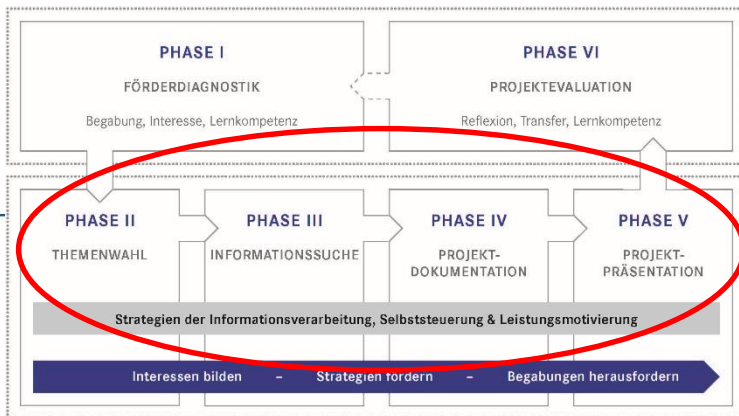 PHASE I
FÖRDERDIAGNOSTIK
Begabung, Interesse, Lernkompetenz
PHASE VI
PROJEKTEVALUATION
Reflexion, Transfer, Lernkompetenz
PHASE II
THEMENWAHL
PHASE III
INFORMATIONSSUCHE
PHASE IV
PROJEKT-
DOKUMENTATION
PHASE V
PROJEKT-
PRÄSENTATION
Strategien der Informationsverarbeitung, Selbststeuerung & Leistungsmotivierung
Interessen bilden – Strategien fördern – Begabungen herausfordern